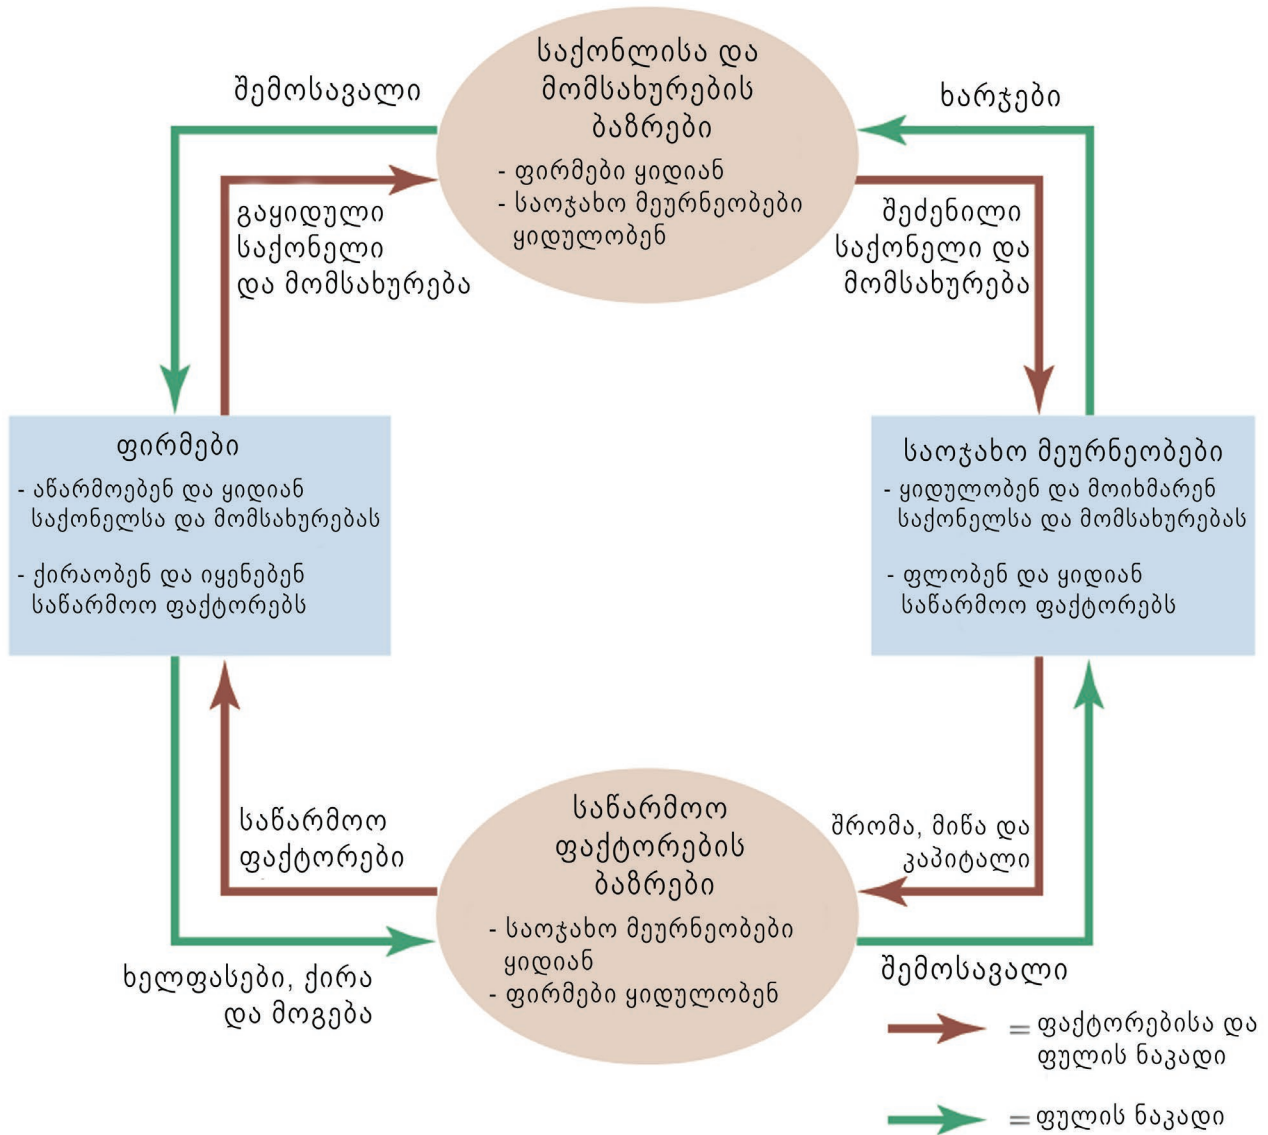 საქონლისა და
მომსახურების
ბაზრები
- ფირმები ყიდიან
- საოჯახო მეურნეობები
ყიდულობენ
შემოსავალი
ხარჯები
გაყიდული
საქონელი
და მომსახურება
შეძენილი
საქონელი და
მომსახურება
ფირმები
- აწარმოებენ და ყიდიან
საქონელსა და მომსახურებას
- ქირაობენ და იყენებენ
საწარმოო ფაქტორებს
საოჯახო მეურნეობები
- ყიდულობენ და მოიხმარენ
საქონელსა და მომსახურებას
- ფლობენ და ყიდიან
საწარმოო ფაქტორებს
საწარმოო
ფაქტორები
საწარმოო
ფაქტორების
ბაზრები
- საოჯახო მეურნეობები
ყიდიან
- ფირმები ყიდულობენ
შრომა, მიწა და
კაპიტალი
ხელფასები, ქირა
და მოგება
შემოსავალი
= ფაქტორებისა და
ფულის ნაკადი
= ფულის ნაკადი